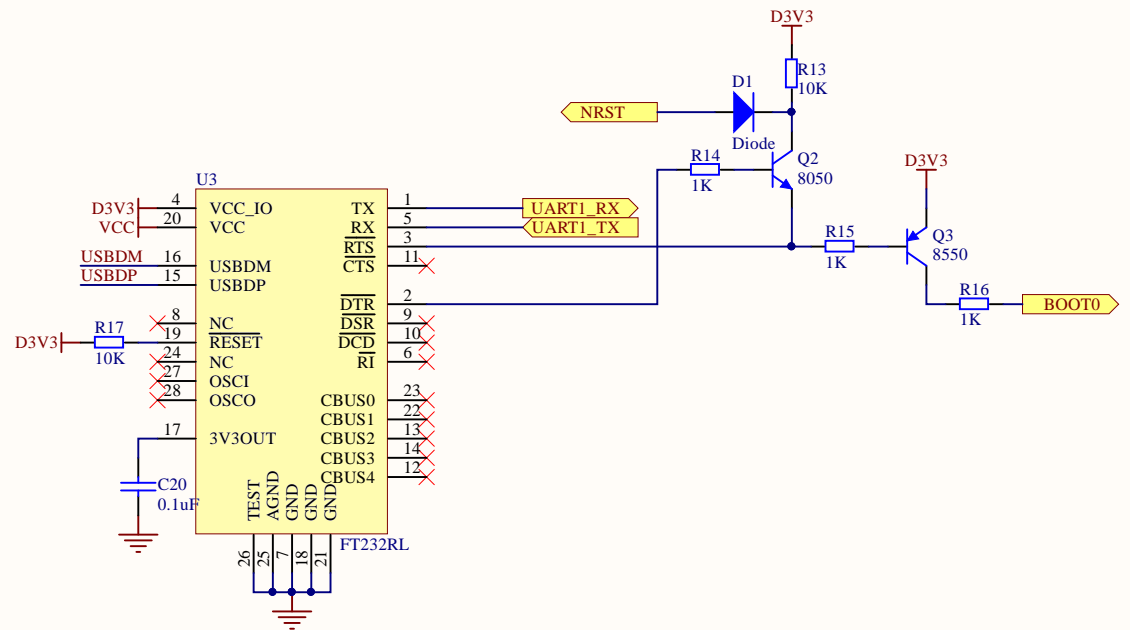 D3V3
R13
10K
D1
NRST
Diode
R14
1K
Q2
8050
D3V3
U3
D3V3
4
VCC_IO
TX
1
UART1_RX
VCC
20
VCC
RX
5
UART1_TX
RTS
3
R15
1K
Q3
8550
USBDM
16
USBDM
CTS
11
USBDP
15
USBDP
DTR
2
R16
1K
BOOT0
8
NC
DSR
9
D3V3
R17
10K
19
RESET
DCD
10
24
NC
RI
6
27
OSCI
28
OSCO
CBUS0
23
CBUS1
22
17
3V3OUT
CBUS2
13
CBUS3
14
CBUS4
12
C20
0.1uF
TEST
AGND
GND
GND
GND
FT232RL
26
25
7
18
21